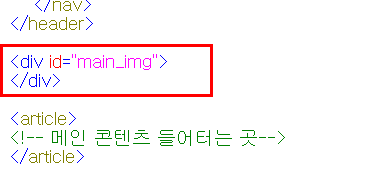 </nav>
</header>
<div id="main_img">
</div>
<article>
<!-- 메인 콘텐츠 들어터는 곳-->
</article>